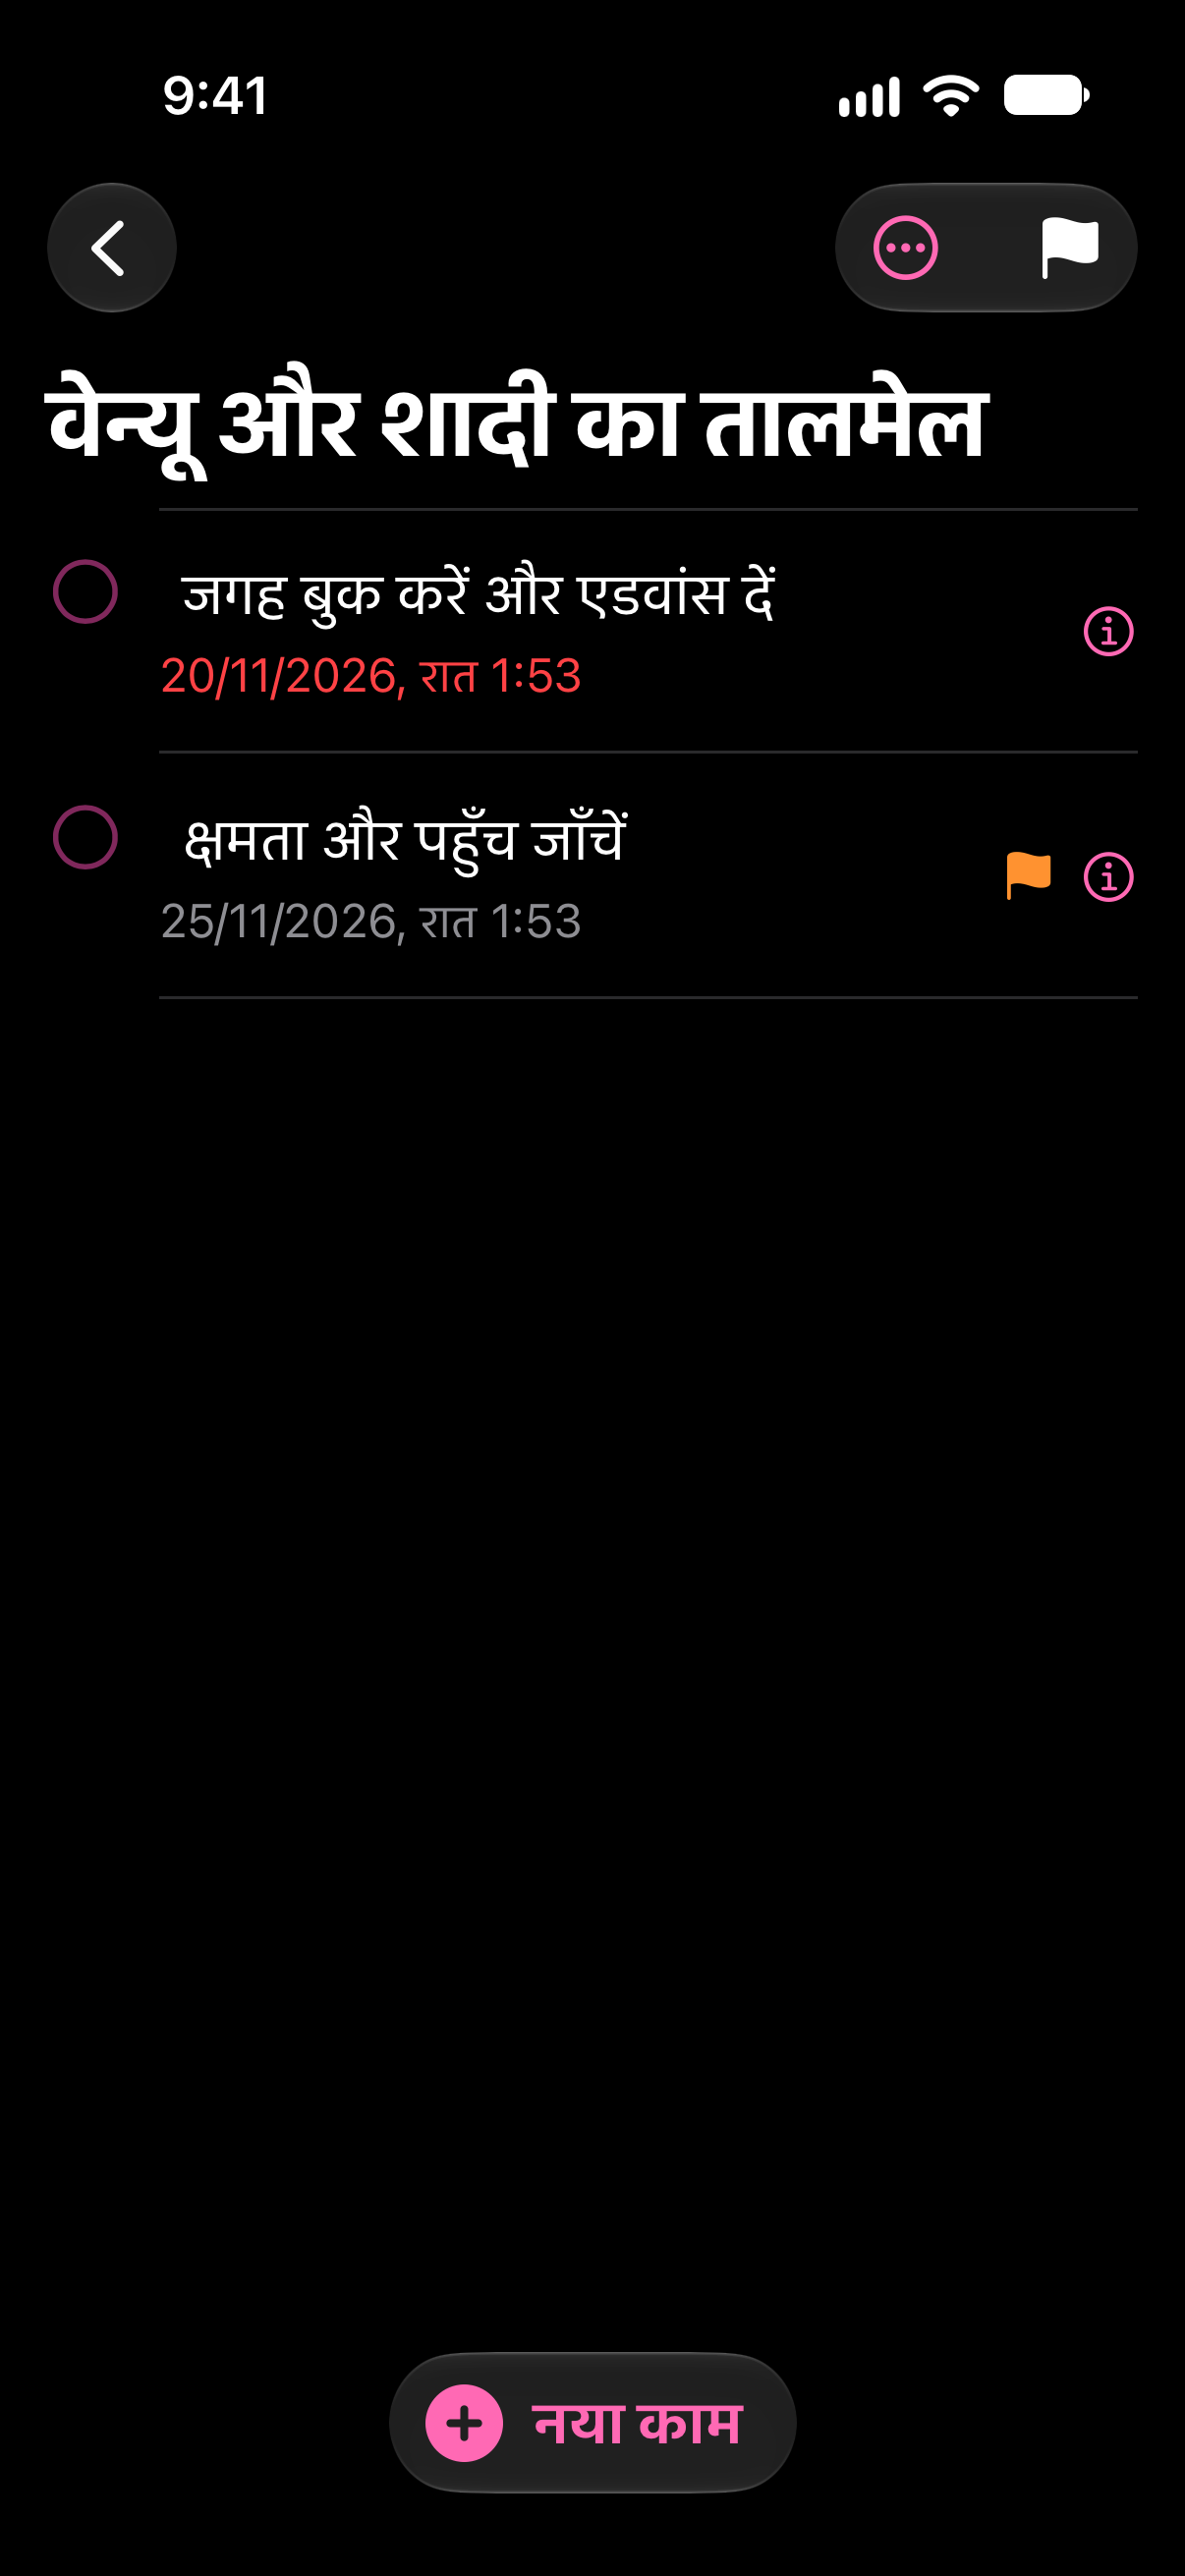 9:41
वेन्यू और शादी का तालमेल
जगह बुक करें और एडवांस दें
20/11/2026, रात 1:53
क्षमता और पहुँच जाँचें
25/11/2026, रात 1:53
नया काम